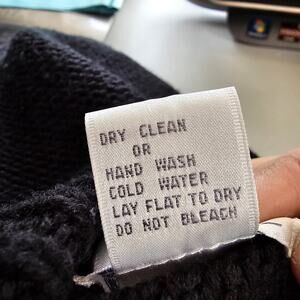 DRY CLEAN
OR
HAND WASH
COLD WATER
LAY FLAT TO DRY
DO NOT BLEACH